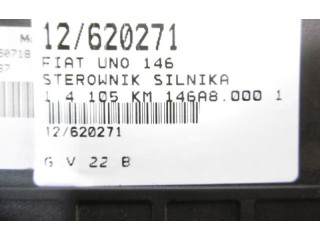 12/620271
FIAT UNO 146
STEROWNIK SILNIKA
1 4 105 KM 146A8.000 1
12/620271
G V 22 B